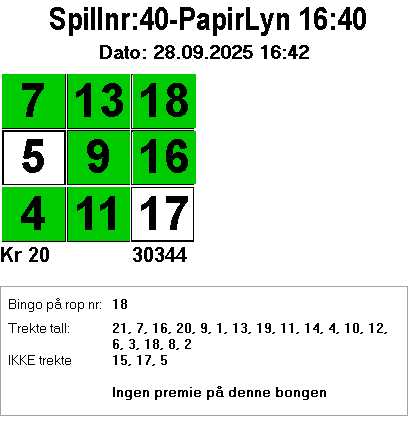 Spillnr:40-PapirLyn 16:40
Dato: 28.09.2025 16:42
7 13 18
5 9 16
4 11 17
Kr 20 30344
Bingo på rop nr: 18
Trekte tall: 21, 7, 16, 20, 9, 1, 13, 19, 11, 14, 4, 10, 12,
6, 3, 18, 8, 2
IKKE trekte 15, 17, 5
Ingen premie på denne bongen